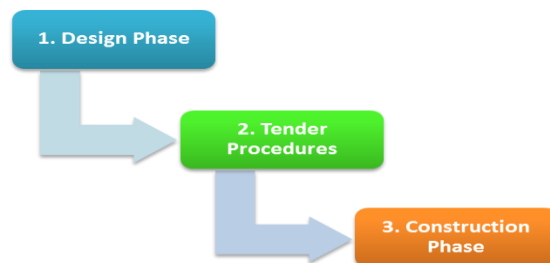 1. Design Phase
2. Tender
Procedures
3. Construction
Phase